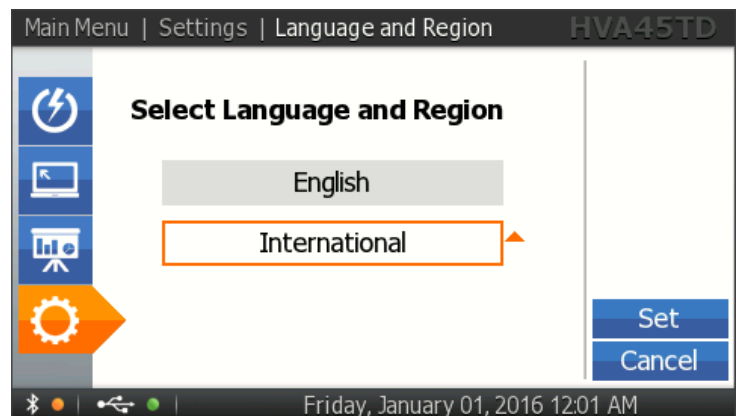 Main Menu | Settings | Language and Region HVA45TD
Select Language and Region
English
International
Set
Cancel
Friday, January 01, 2016 12:01 AM